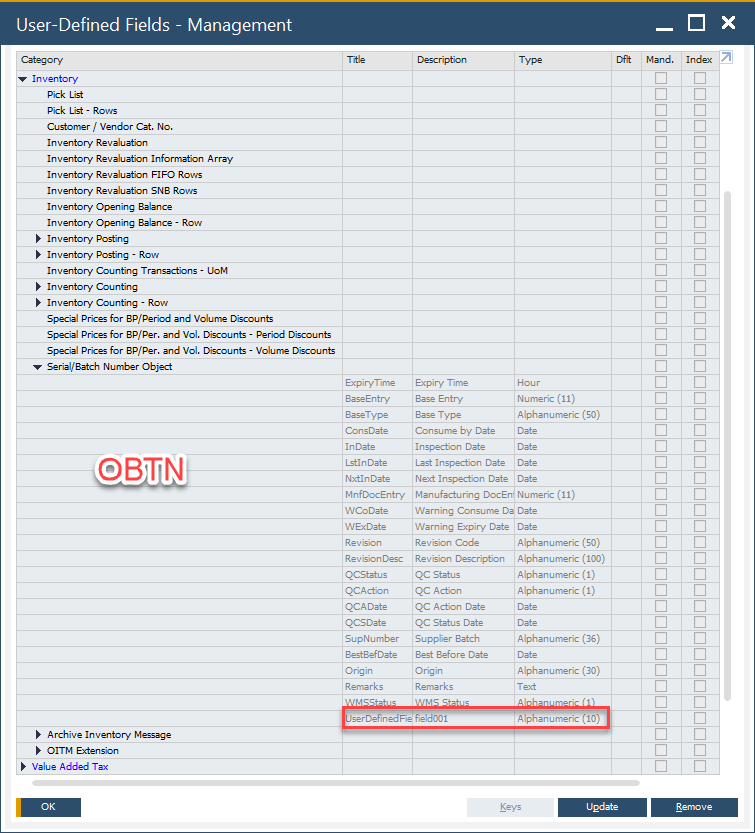 User-Defined Fields - Management
Category Title Description Type Dflt Mand. Index
Inventory
Pick List
Pick List - Rows
Customer / Vendor Cat. No.
Inventory Revaluation
Inventory Revaluation Information Array
Inventory Revaluation FIFO Rows
Inventory Revaluation SNB Rows
Inventory Opening Balance
Inventory Opening Balance - Row
Inventory Posting
Inventory Posting - Row
Inventory Counting Transactions - UoM
Inventory Counting
Inventory Counting - Row
Special Prices for BP/Period and Volume Discounts
Special Prices for BP/Per. and Vol. Discounts - Period Discounts
Special Prices for BP/Per. and Vol. Discounts - Volume Discounts
Serial/Batch Number Object
ExpiryTime Expiry Time Hour
BaseEntry Base Entry Numeric (11)
BaseType Base Type Alphanumeric (50)
ConsDate Consume by Date Date
InDate Inspection Date Date
LstInDate Last Inspection Date Date
OBTN
NxtInDate Next Inspection Date Date
MnfDocEntry Manufacturing DocEnt Numeric (11)
WCoDate Warning Consume Da Date
WExDate Warning Expiry Date Date
Revision Revision Code Alphanumeric (50)
RevisionDesc Revision Description Alphanumeric (100)
QCStatus QC Status Alphanumeric (1)
QCAction QC Action Alphanumeric (1)
QCADate QC Action Date Date
QCSDate QC Status Date Date
SupNumber Supplier Batch Alphanumeric (36)
BestBefDate Best Before Date Date
Origin Origin Alphanumeric (30)
Remarks Remarks Text
WMSStatus WMS Status Alphanumeric (1)
UserDefinedFie field001 Alphanumeric (10)
Archive Inventory Message
OITM Extension
Value Added Tax
OK Keys Update Remove